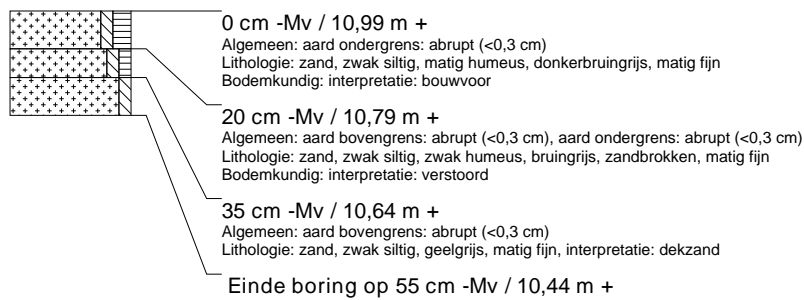 0 cm -Mv / 10,99 m +
Algemeen: aard ondergrens: abrupt (<0,3 cm)
Lithologie: zand, zwak siltig, matig humeus, donkerbruingrijs, matig fijn
Bodemkundig: interpretatie: bouwvoor
20 cm -Mv / 10,79 m +
Algemeen: aard bovengrens: abrupt (<0,3 cm), aard ondergrens: abrupt (<0,3 cm)
Lithologie: zand, zwak siltig, zwak humeus, bruingrijs, zandbrokken, matig fijn
Bodemkundig: interpretatie: verstoord
35 cm -Mv / 10,64 m +
Algemeen: aard bovengrens: abrupt (<0,3 cm)
Lithologie: zand, zwak siltig, geelgrijs, matig fijn, interpretatie: dekzand
Einde boring op 55 cm -Mv / 10,44 m +